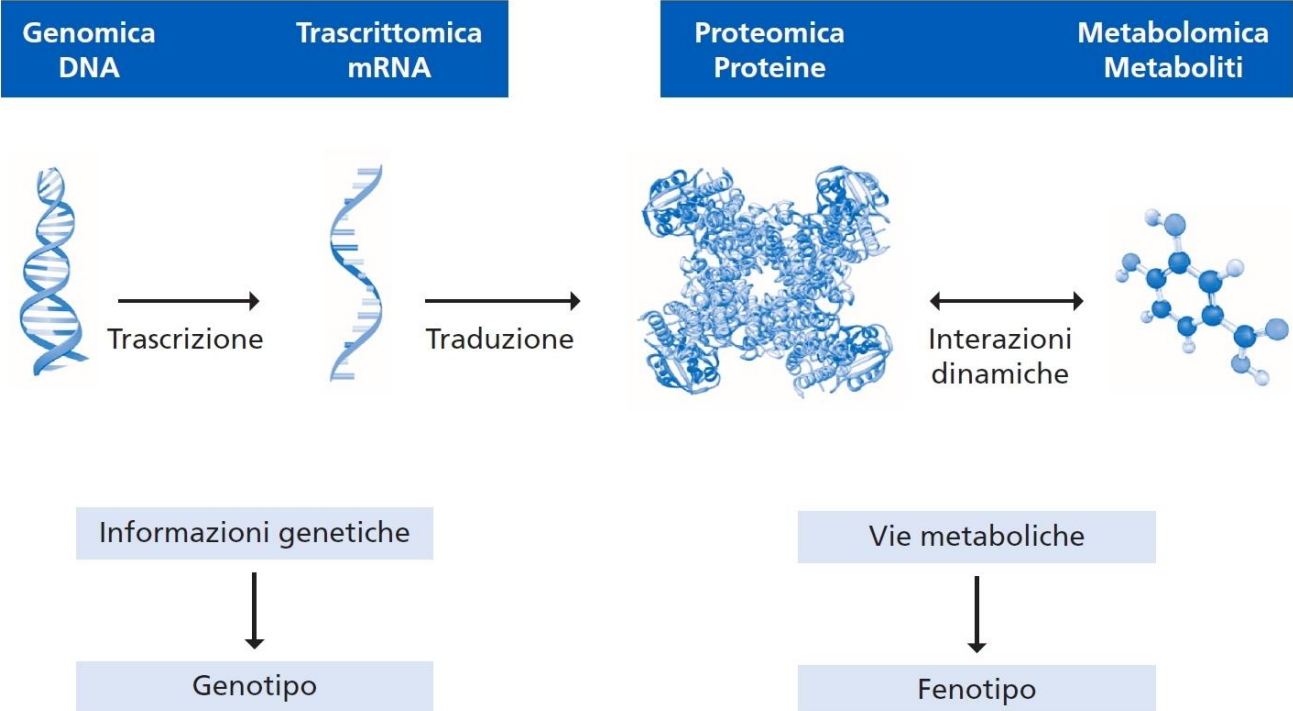 Genomica
DNA
Trascrittomica
mRNA
Proteomica
Proteine
Metabolomica
Metaboliti
Trascrizione
Traduzione
Interazioni
dinamiche
Informazioni genetiche
Vie metaboliche
Genotipo
Fenotipo